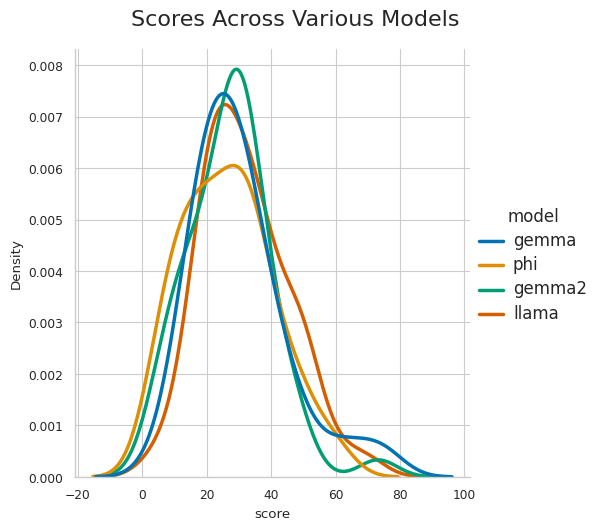 Scores Across Various Models
0.008
0.007
0.006
0.005
0.004
0.003
0.002
0.001
0.000
Density
−20 0 20 40 60 80 100
score
model
gemma
phi
gemma2
llama